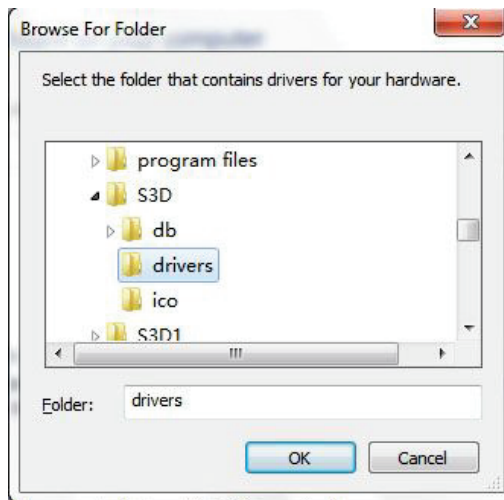 Browse For Folder
Select the folder that contains drivers for your hardware.
program files
S3D
db
drivers
ico
S3D1
Folder: drivers
OK Cancel